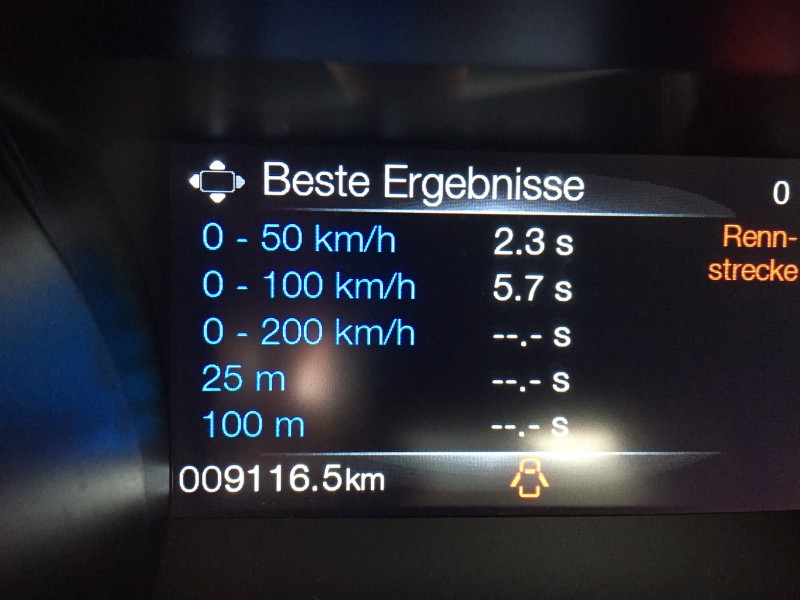 Beste Ergebnisse
0
0 - 50 km/h 2.3 s
Renn-
strecke
0 - 100 km/h 5.7 s
0 - 200 km/h --.- s
25 m --.- s
100 m --.- s
009116.5km